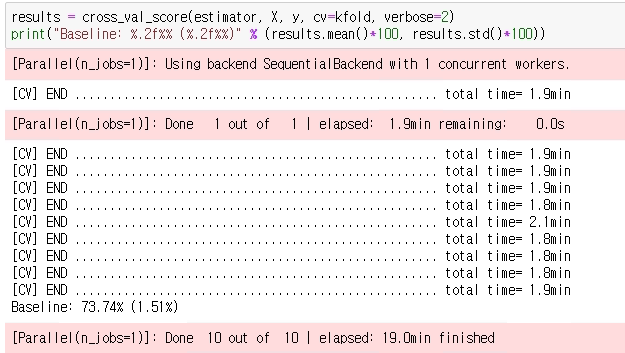 results = cross_val_score(estimator, X, y, cv=kfold, verbose=2)
print("Baseline: %.2f%% (%.2f%%)" % (results.mean()*100, results.std()*100))
[Parallel(n_jobs=1)]: Using backend SequentialBackend with 1 concurrent workers.
[CV] END .................................................... total time= 1.9min
[Parallel(n_jobs=1)]: Done   1 out of   1 | elapsed:  1.9min remaining:    0.0s
[CV] END .................................................... total time= 1.9min
[CV] END .................................................... total time= 1.9min
[CV] END .................................................... total time= 1.9min
[CV] END .................................................... total time= 1.8min
[CV] END .................................................... total time= 2.1min
[CV] END .................................................... total time= 1.8min
[CV] END .................................................... total time= 1.8min
[CV] END .................................................... total time= 1.8min
[CV] END .................................................... total time= 1.9min
Baseline: 73.74% (1.51%)
[Parallel(n_jobs=1)]: Done  10 out of  10 | elapsed: 19.0min finished